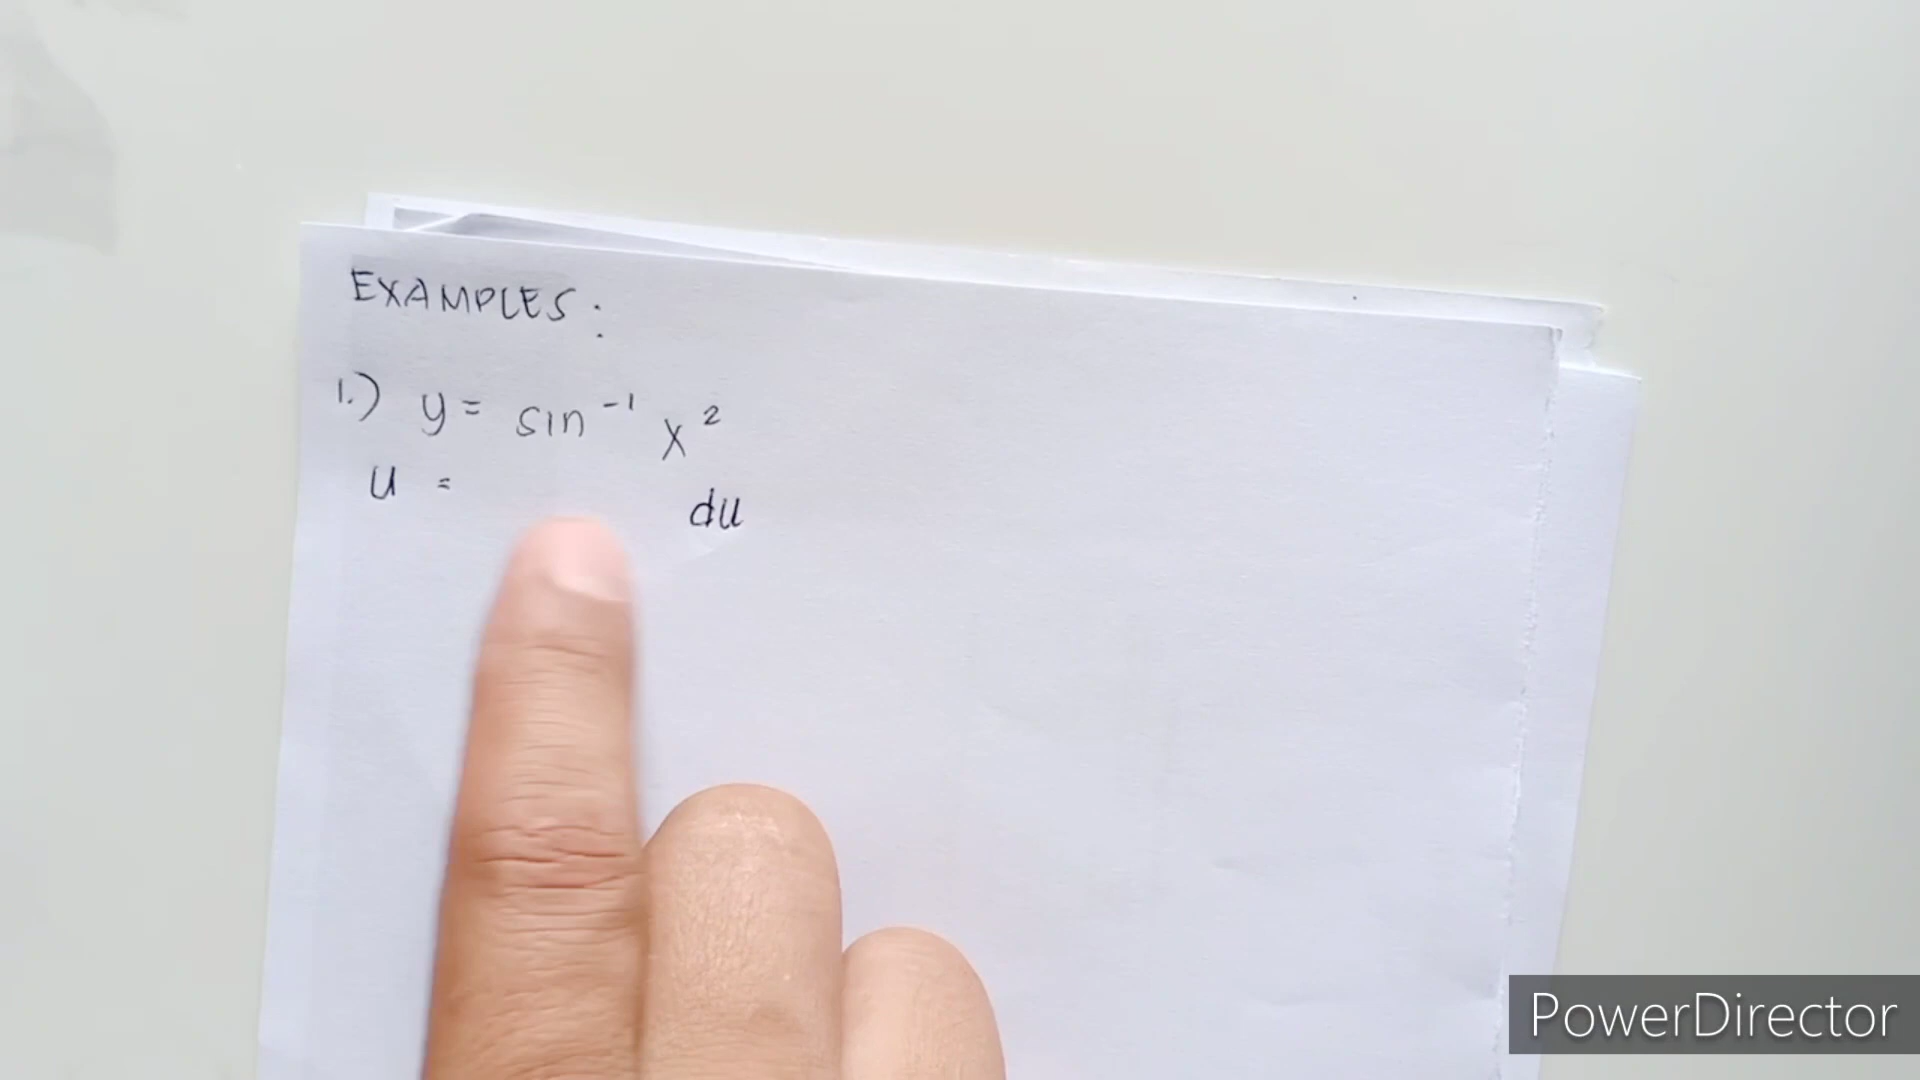 EXAMPLES:
1.) y = sin⁻¹ x²
u = du
PowerDirector